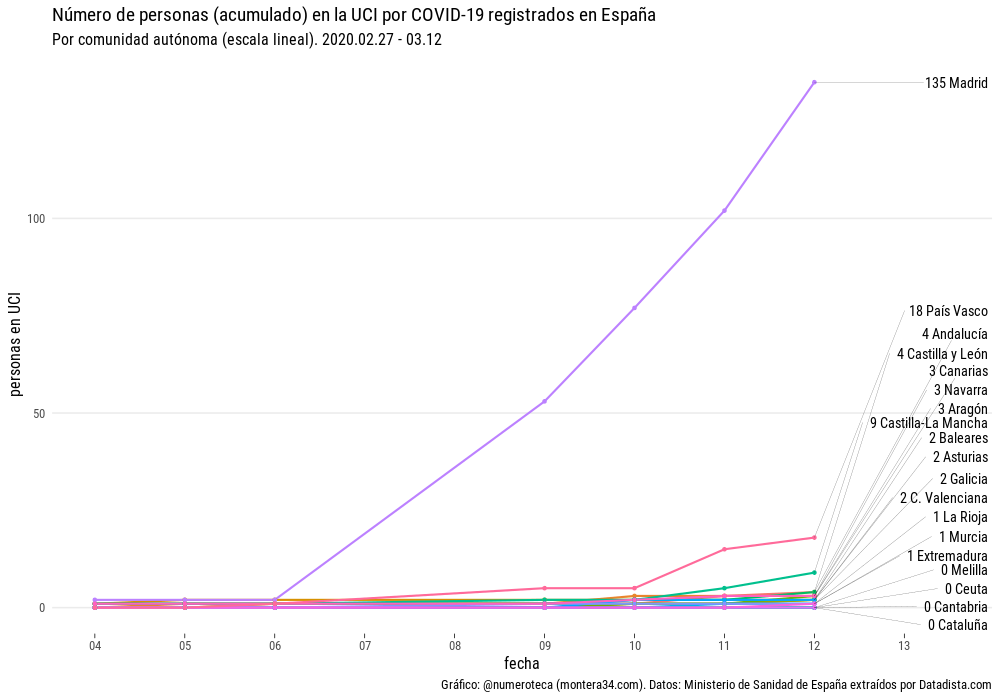 Número de personas (acumulado) en la UCI por COVID-19 registrados en España
Por comunidad autónoma (escala lineal). 2020.02.27 - 03.12
personas en UCI
100
50
0
135 Madrid
18 País Vasco
4 Andalucía
4 Castilla y León
3 Canarias
3 Navarra
3 Aragón
9 Castilla-La Mancha
2 Baleares
2 Asturias
2 Galicia
2 C. Valenciana
1 La Rioja
1 Murcia
1 Extremadura
0 Melilla
0 Ceuta
0 Cantabria
0 Cataluña
04 05 06 07 08 09 10 11 12 13
fecha
Gráfico: @numeroteca (montera34.com). Datos: Ministerio de Sanidad de España extraídos por Datadista.com